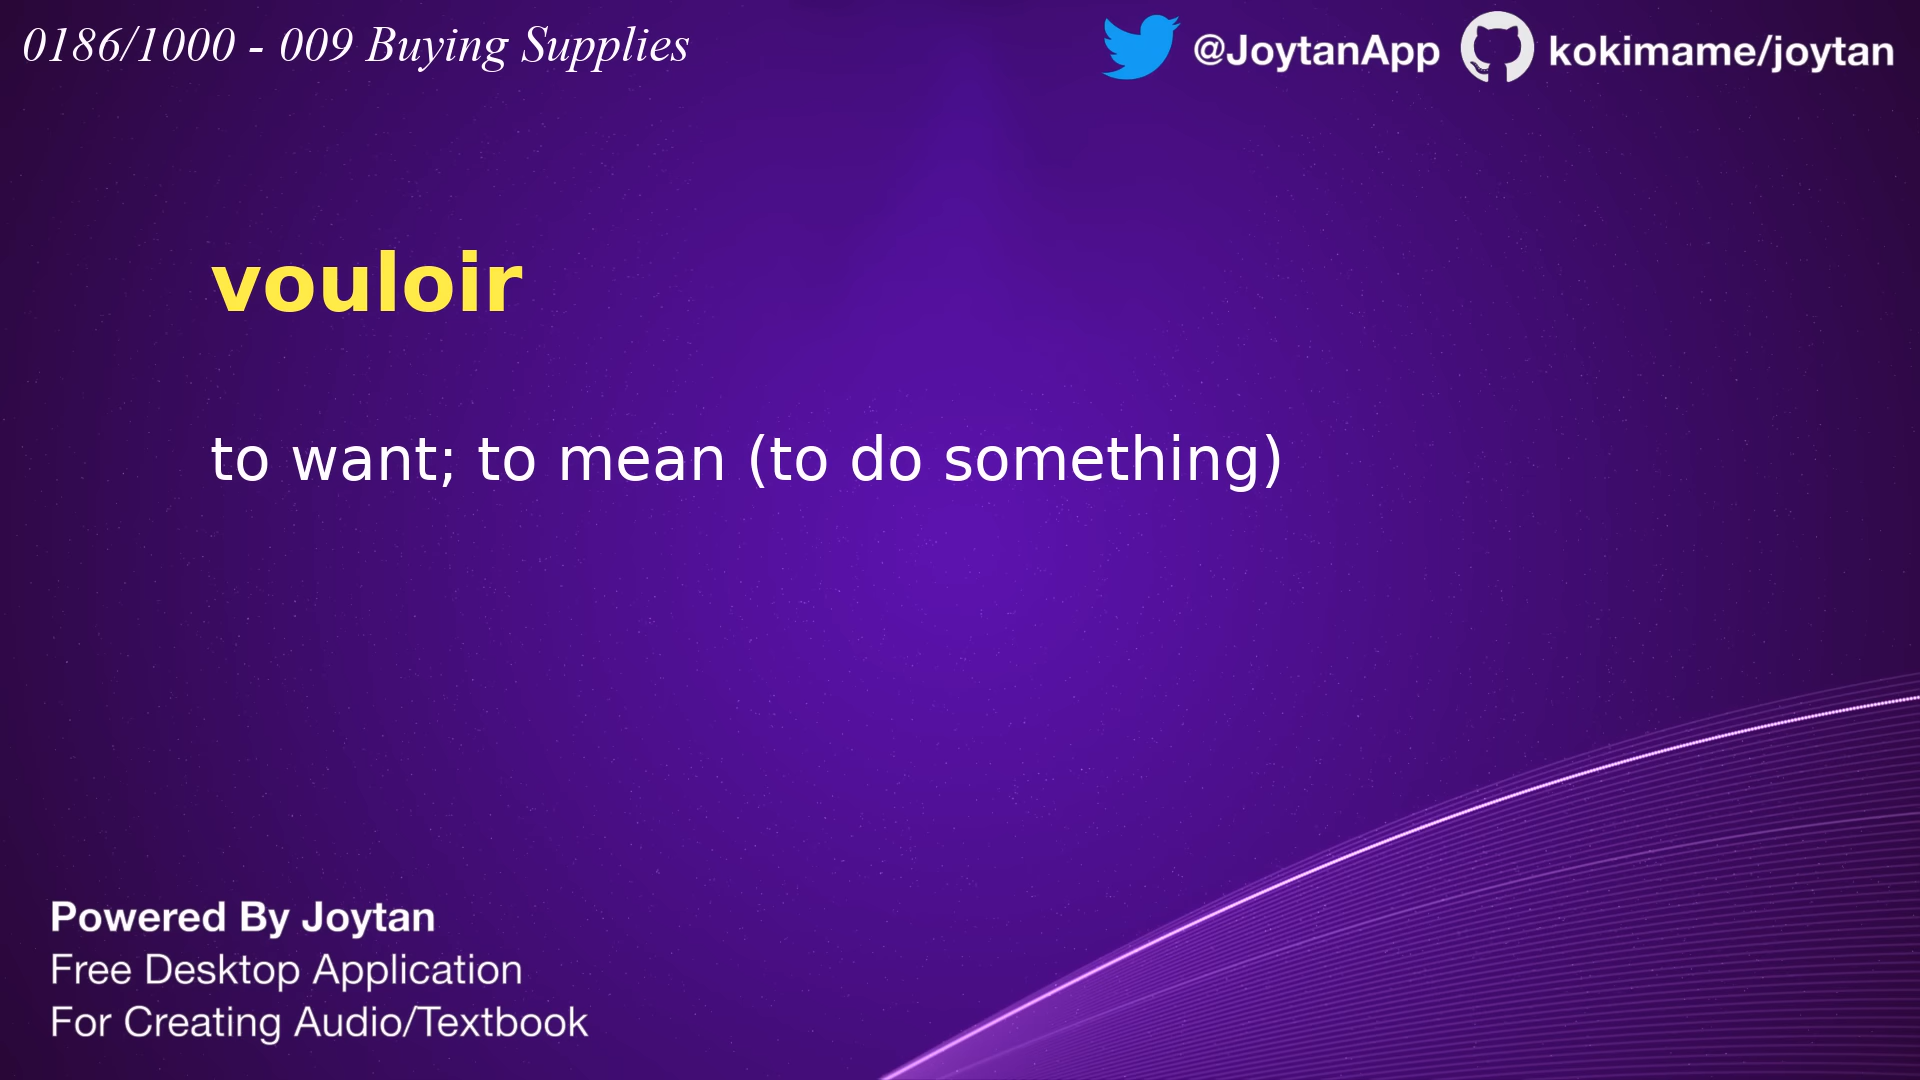 0186/1000 - 009 Buying Supplies
@JoytanApp
kokimame/joytan
vouloir
to want; to mean (to do something)
Powered By Joytan
Free Desktop Application
For Creating Audio/Textbook